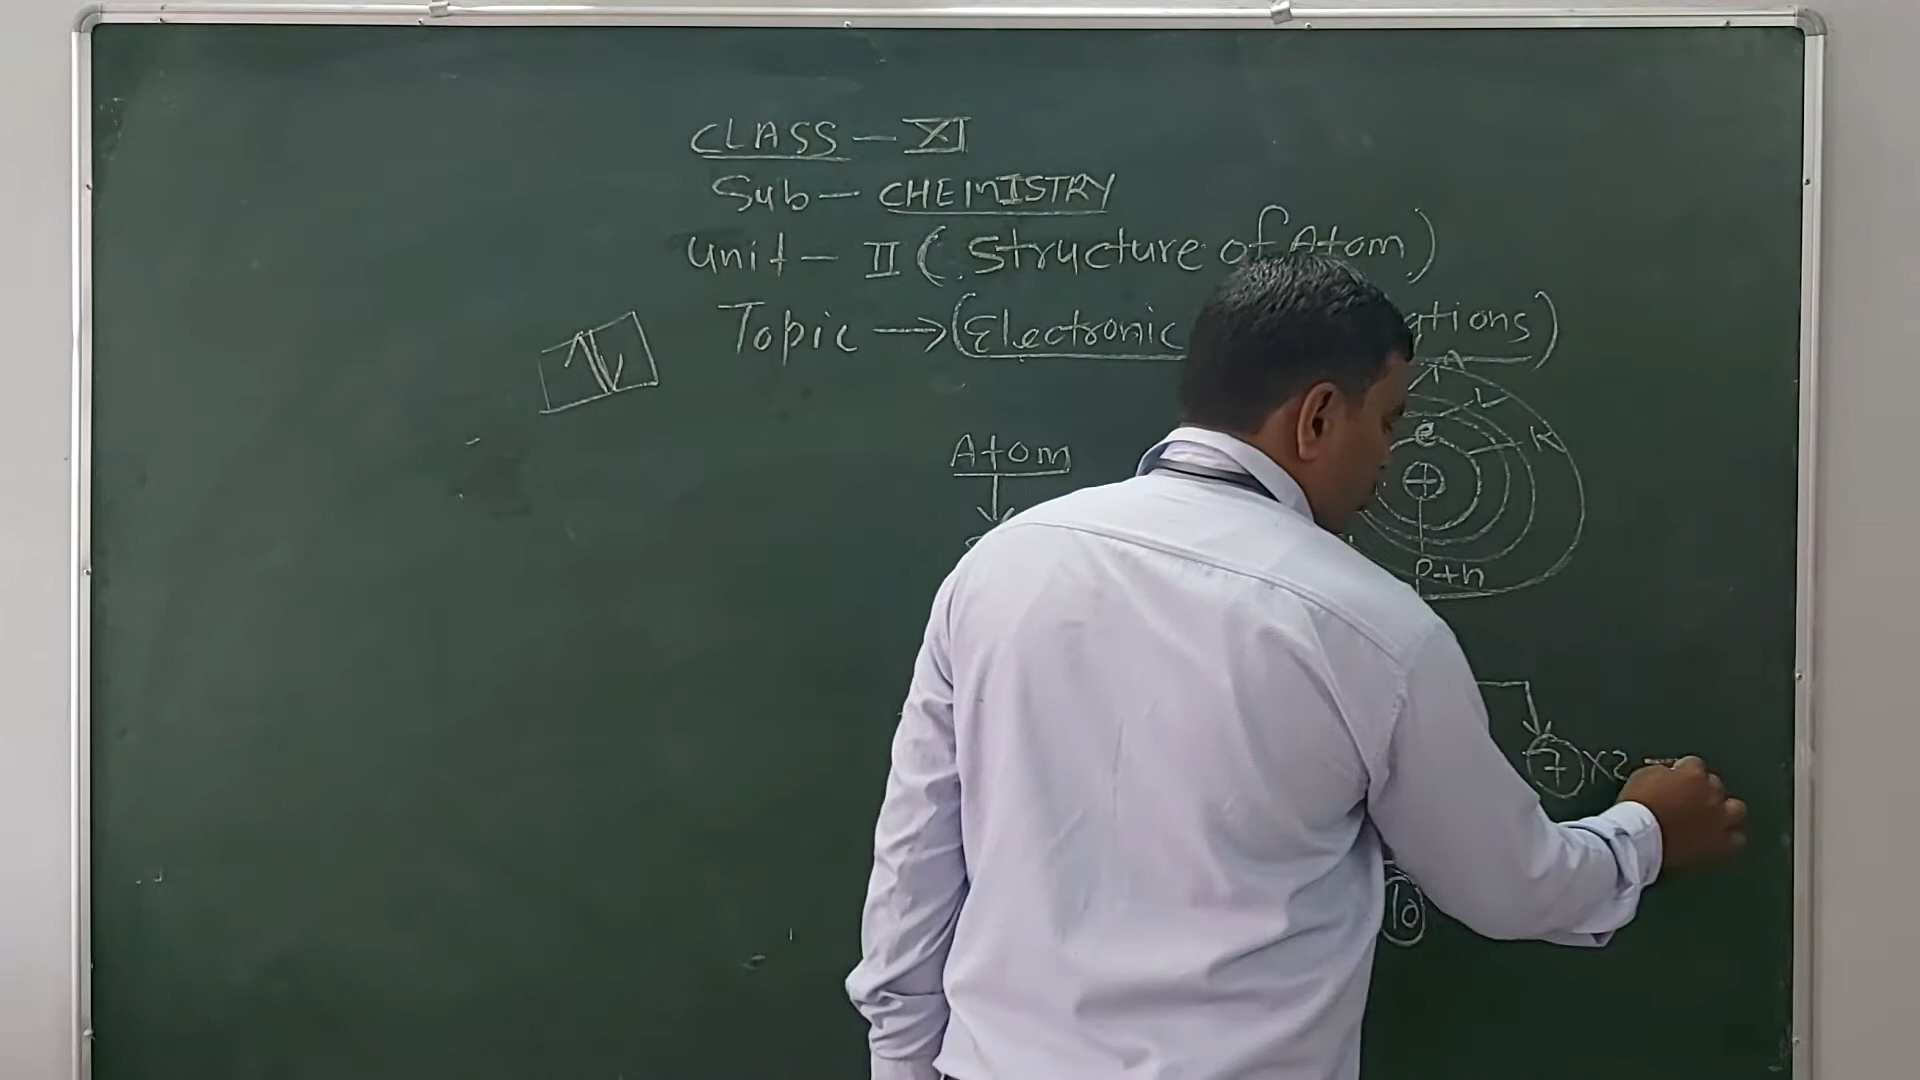 CLASS — XI
Sub — CHEMISTRY
Unit — II (Structure of Atom)
Topic → (Electronic ations)
Atom
e
K
+
P+n
7 X2 =
10